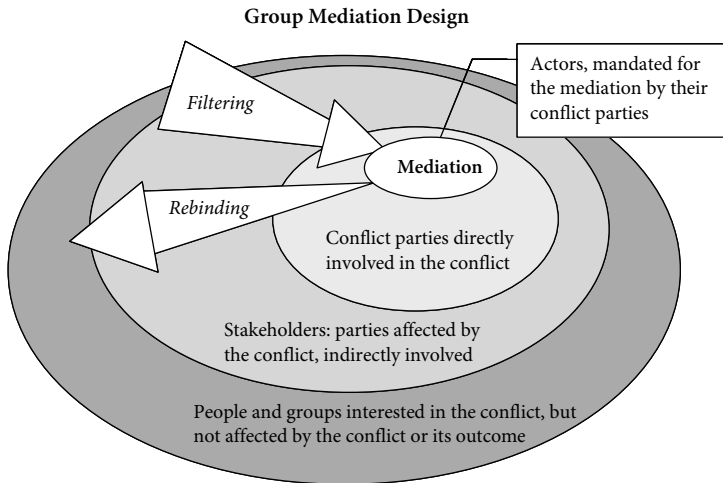 Group Mediation Design
Actors, mandated for
the mediation by their
conflict parties
Filtering
Mediation
Rebinding
Conflict parties directly
involved in the conflict
Stakeholders: parties affected by
the conflict, indirectly involved
People and groups interested in the conflict, but
not affected by the conflict or its outcome